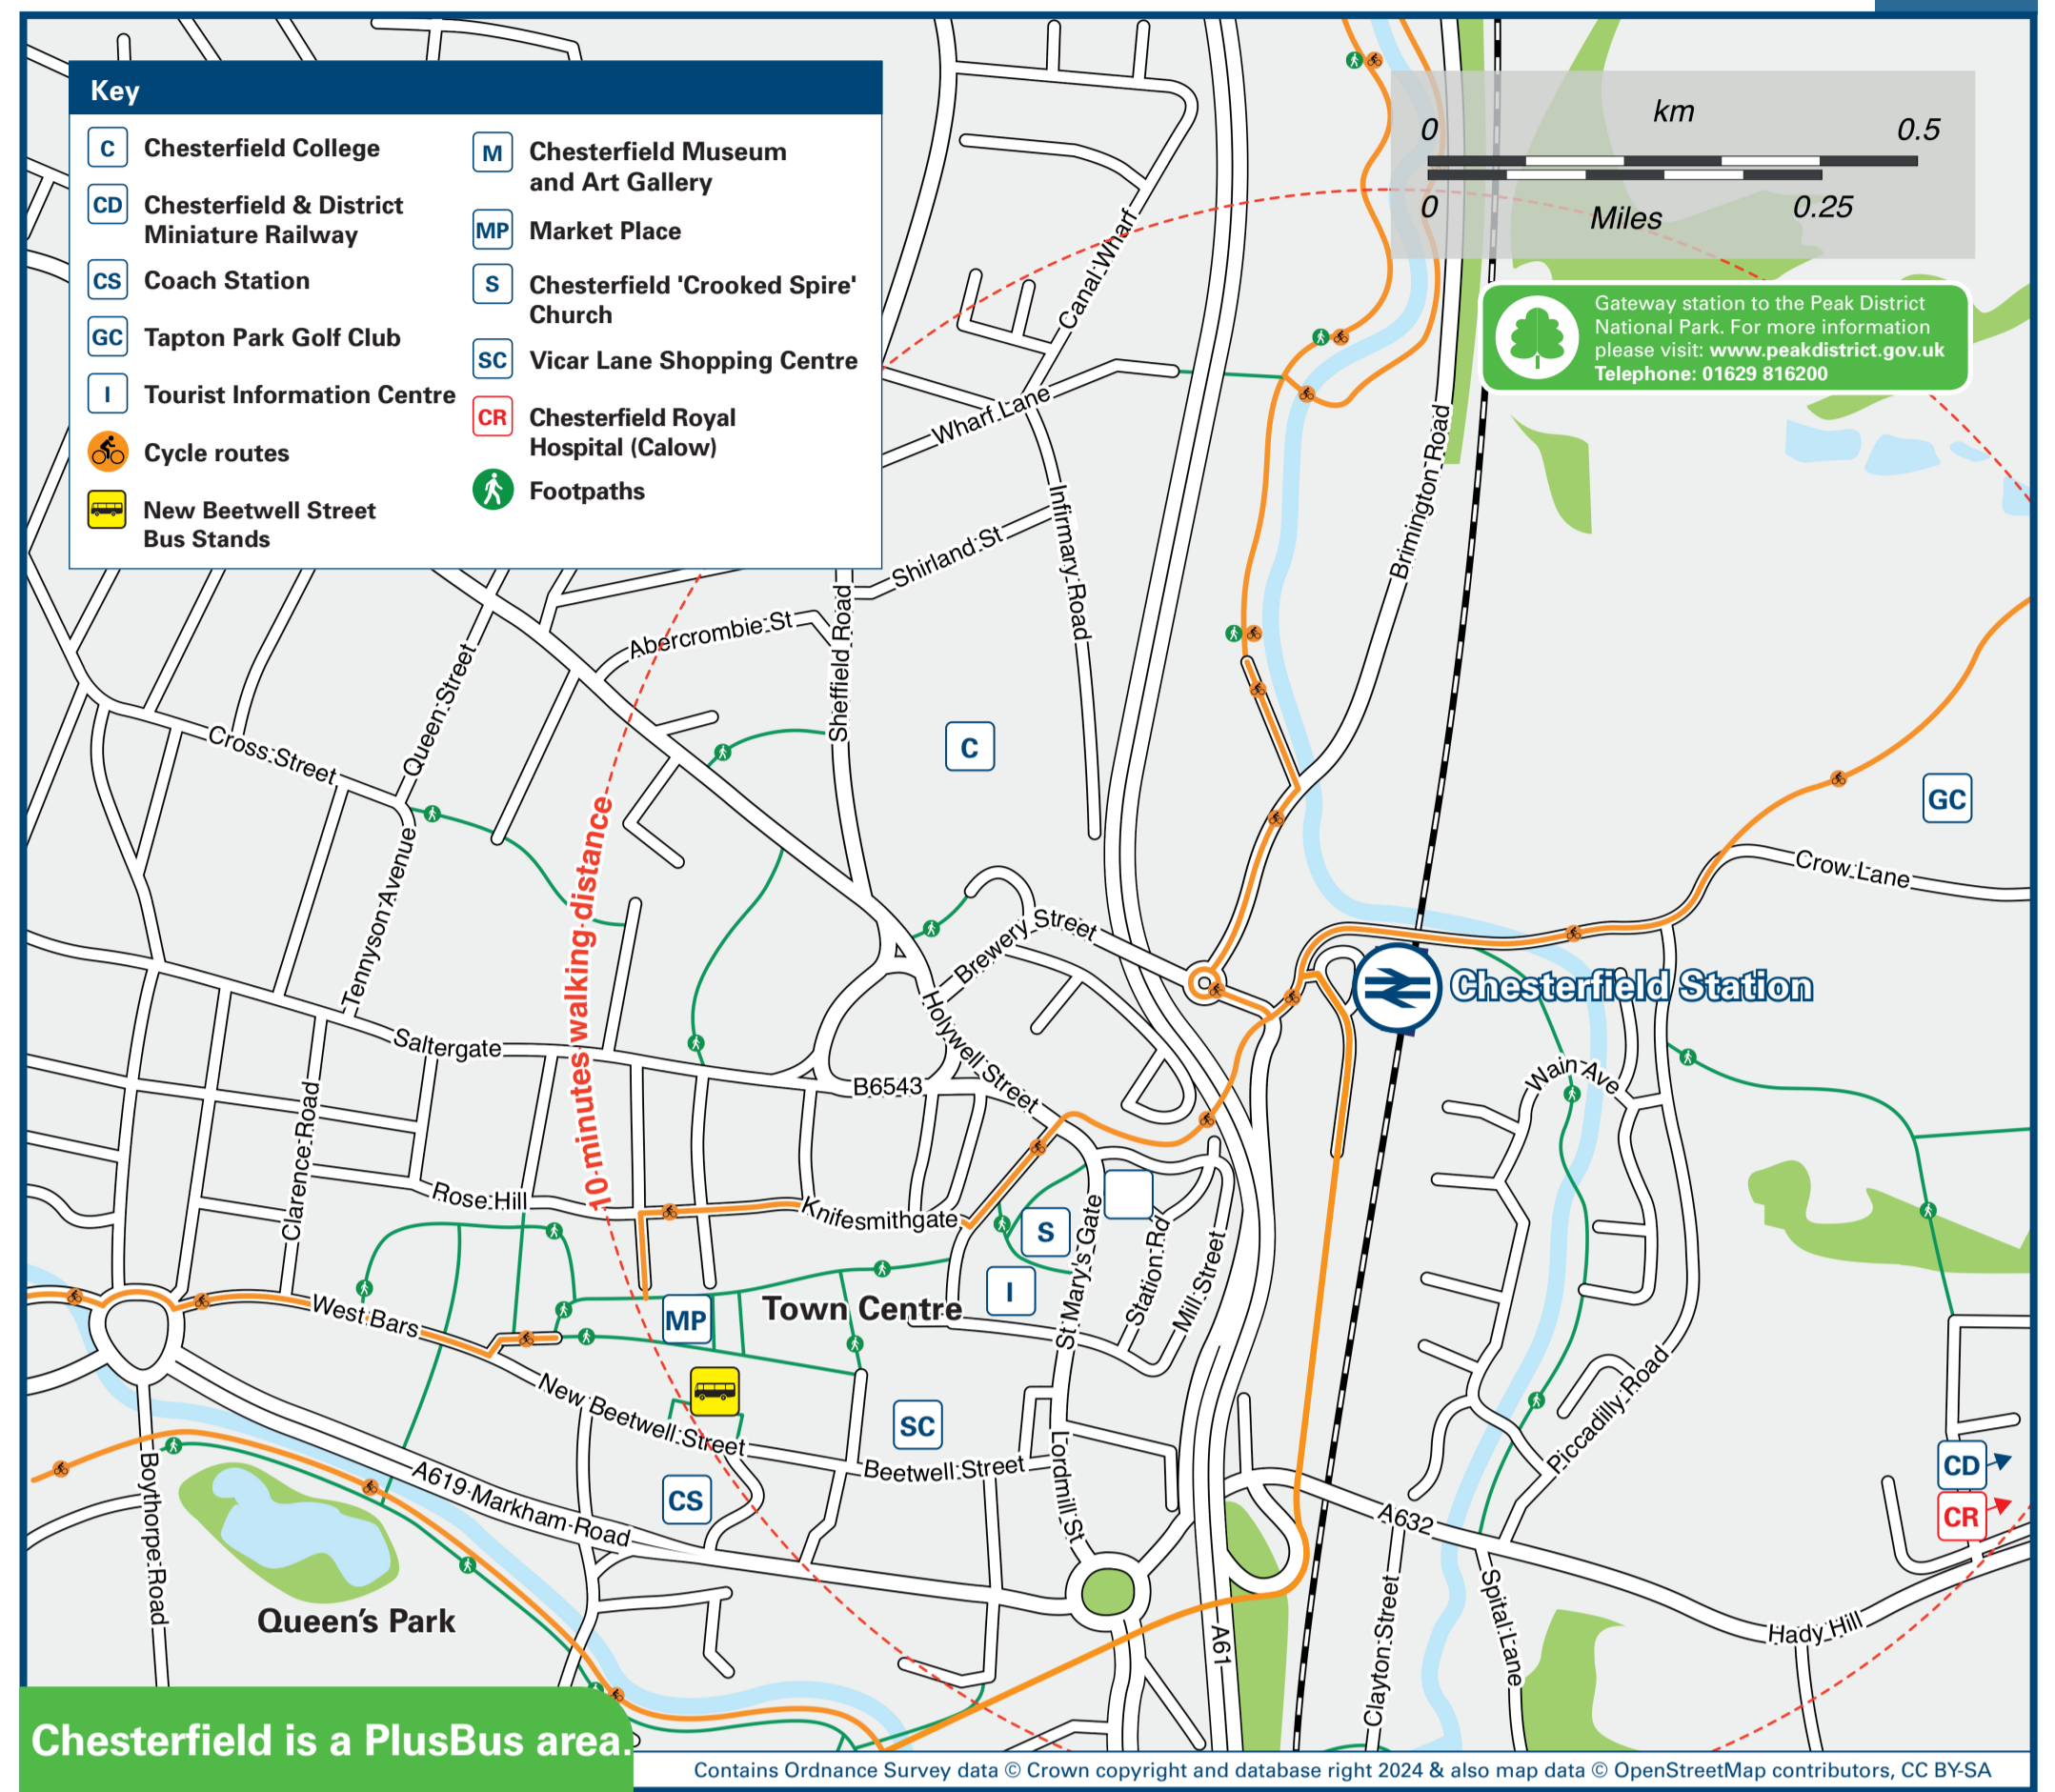 Key
C Chesterfield College
CD Chesterfield & District
Miniature Railway
CS Coach Station
GC Tapton Park Golf Club
I Tourist Information Centre
Cycle routes
New Beetwell Street
Bus Stands
M Chesterfield Museum
and Art Gallery
MP Market Place
S Chesterfield 'Crooked Spire'
Church
SC Vicar Lane Shopping Centre
CR Chesterfield Royal
Hospital (Calow)
Footpaths
km
0 0.5
0 0.25
Miles
Gateway station to the Peak District
National Park. For more information
please visit: www.peakdistrict.gov.uk
Telephone: 01629 816200
Canal Wharf
Wharf Lane
Brimington Road
Infirmary Road
Shirland St
Abercrombie St
Sheffield Road
Queen Street
Cross Street
C
GC
Tennyson Avenue
10 minutes walking distance
Crow Lane
Brewery Street
Chesterfield Station
Holywell Street
Saltergate
B6543
Wain Ave
Clarence Road
Rose Hill
Knifesmithgate
S
I
St Mary's Gate
Station Rd
Mill Street
West Bars
MP
Town Centre
New Beetwell Street
SC
Beetwell Street
CS
Lordmill St
Piccadilly Road
CD
CR
A619 Markham Road
Boythorpe Road
A632
Queen's Park
Clayton Street
Spital Lane
Hady Hill
A61
Chesterfield is a PlusBus area.
Contains Ordnance Survey data © Crown copyright and database right 2024 & also map data © OpenStreetMap contributors, CC BY-SA